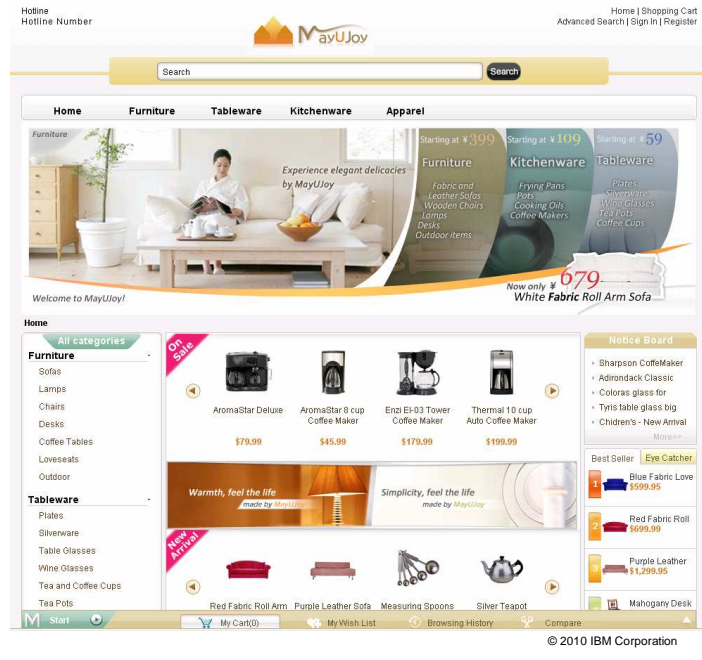 Hotline
Hotline Number
Home | Shopping Cart
Advanced Search | Sign In | Register
MayUJoy
Search
Search
Home Furniture Tableware Kitchenware Apparel
Furniture
Experience elegant delicacies
by MayUJoy
Welcome to MayUJoy!
Starting at ¥399
Furniture
Fabric and
Leather Sofas
Wooden Chairs
Lamps
Desks
Outdoor items
Starting at ¥109
Kitchenware
Frying Pans
Pots
Cooking Oils
Coffee Makers
Starting at ¥59
Tableware
Plates
Silverware
Wine Glasses
Tea Pots
Coffee Cups
Now only ¥ 679
White Fabric Roll Arm Sofa
Home
All categories
Furniture -
Sofas
Lamps
Chairs
Desks
Coffee Tables
Loveseats
Outdoor
Tableware -
Plates
Silverware
Table Glasses
Wine Glasses
Tea and Coffee Cups
Tea Pots
On
Sale
AromaStar Deluxe
$79.99
AromaStar 8 cup
Coffee Maker
$45.99
Enzi EI-03 Tower
Coffee Maker
$179.99
Thermal 10 cup
Auto Coffee Maker
$199.99
Warmth, feel the life
made by MayUJoy
Simplicity, feel the life
made by MayUJoy
New
Arrival
Red Fabric Roll Arm
Purple Leather Sofa
Measuring Spoons
Silver Teapot
Notice Board
Sharpson CoffeMaker
Adirondack Classic
Coloras glass for
Tyris table glass big
Chidren's - New Arrival
More>>
Best Seller Eye Catcher
1 Blue Fabric Love
$599.95
2 Red Fabric Roll
$699.99
3 Purple Leather
$1,299.95
Mahogany Desk
M Start My Cart(0) My Wish List Browsing History Compare
© 2010 IBM Corporation